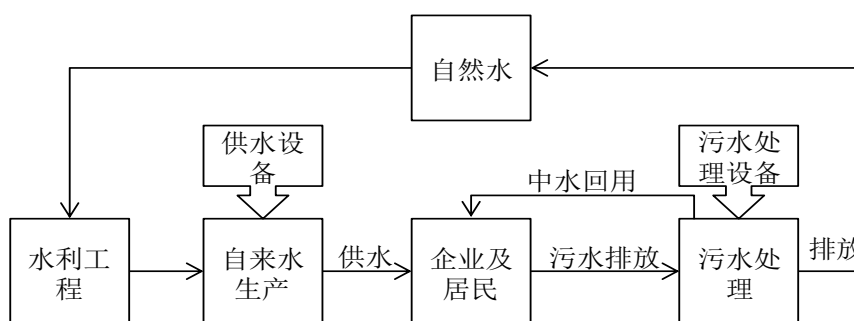 自然水
供水设
备
污水处
理设备
中水回用
水利工
程
自来水
生产
供水
企业及
居民
污水排放
污水处
理
排放